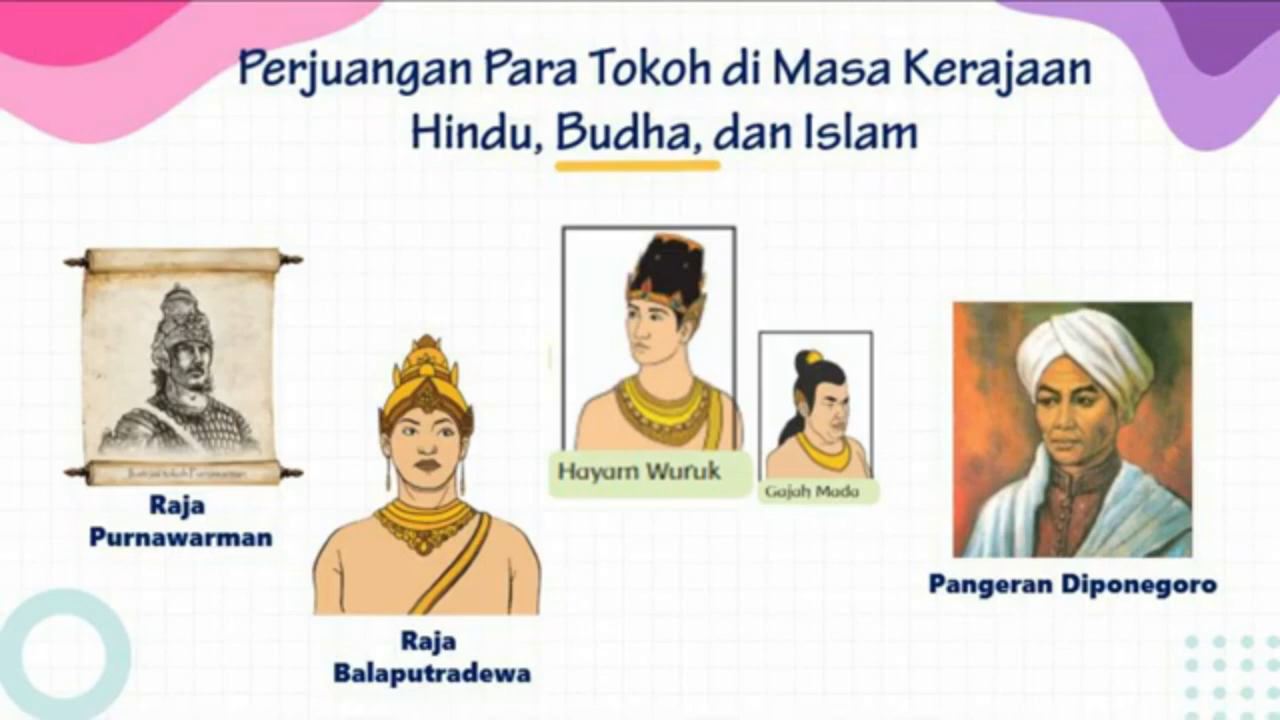 Perjuangan Para Tokoh di Masa Kerajaan
Hindu, Budha, dan Islam
Raja
Purnawarman
Raja
Balaputradewa
Hayam Wuruk
Gajah Mada
Pangeran Diponegoro